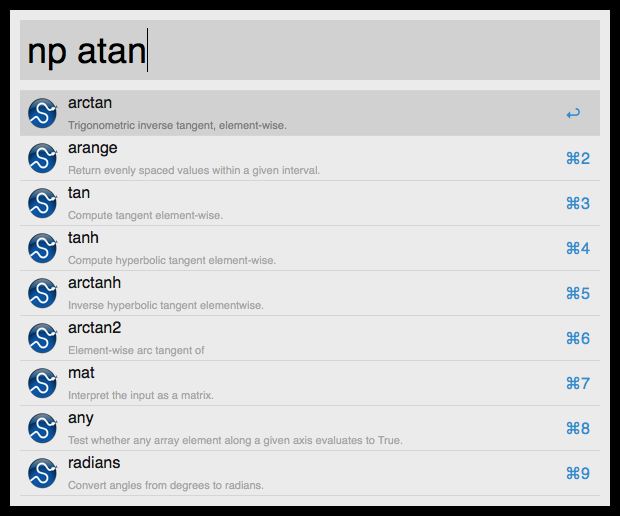 np atan
arctan
Trigonometric inverse tangent, element-wise.
↩
arange
Return evenly spaced values within a given interval.
⌘2
tan
Compute tangent element-wise.
⌘3
tanh
Compute hyperbolic tangent element-wise.
⌘4
arctanh
Inverse hyperbolic tangent elementwise.
⌘5
arctan2
Element-wise arc tangent of
⌘6
mat
Interpret the input as a matrix.
⌘7
any
Test whether any array element along a given axis evaluates to True.
⌘8
radians
Convert angles from degrees to radians.
⌘9